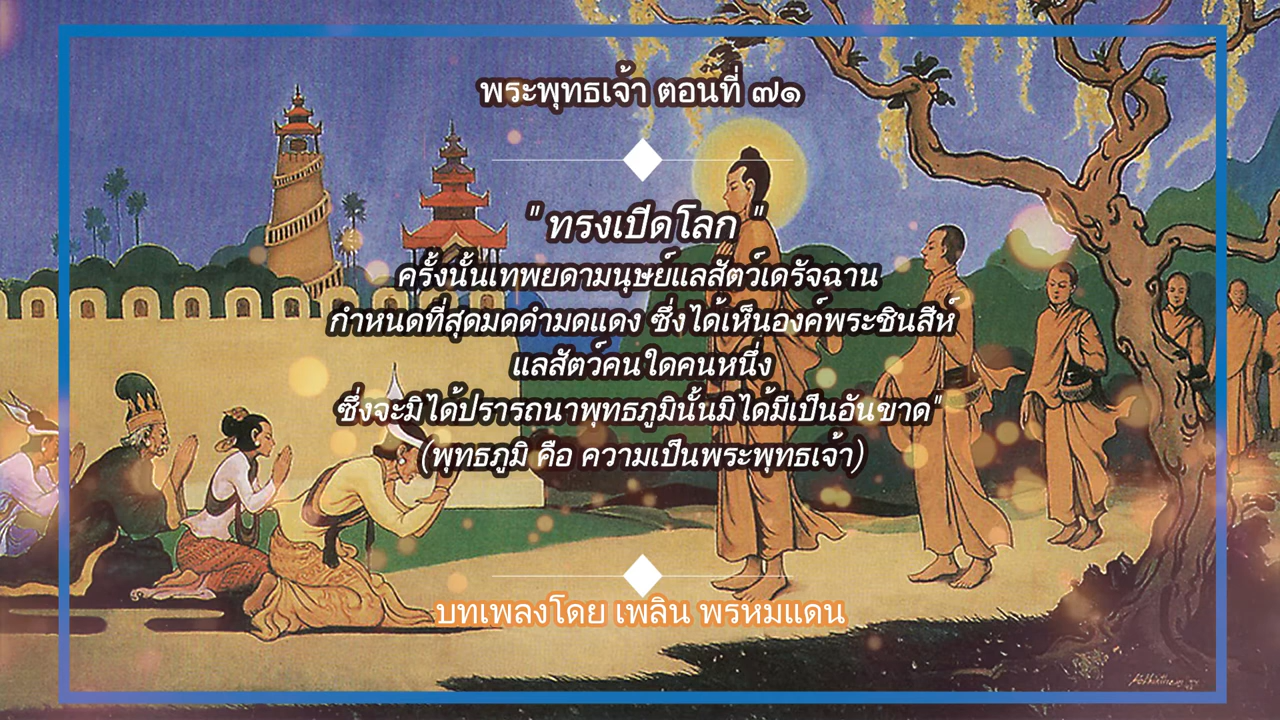 พระพุทธเจ้า ตอนที่ ๗๑
" ทรงเปิดโลก "
ครั้งนั้นเทพยดามนุษย์แลสัตว์เดรัจฉาน
กำหนดที่สุดมดดำมดแดง ซึ่งได้เห็นองค์พระชินสีห์
แลสัตว์คนใดคนหนึ่ง
ซึ่งจะมิได้ปรารถนาพุทธภูมินั้นมิได้มีเป็นอันขาด"
(พุทธภูมิ คือ ความเป็นพระพุทธเจ้า)
บทเพลงโดย เพลิน พรหมแดน